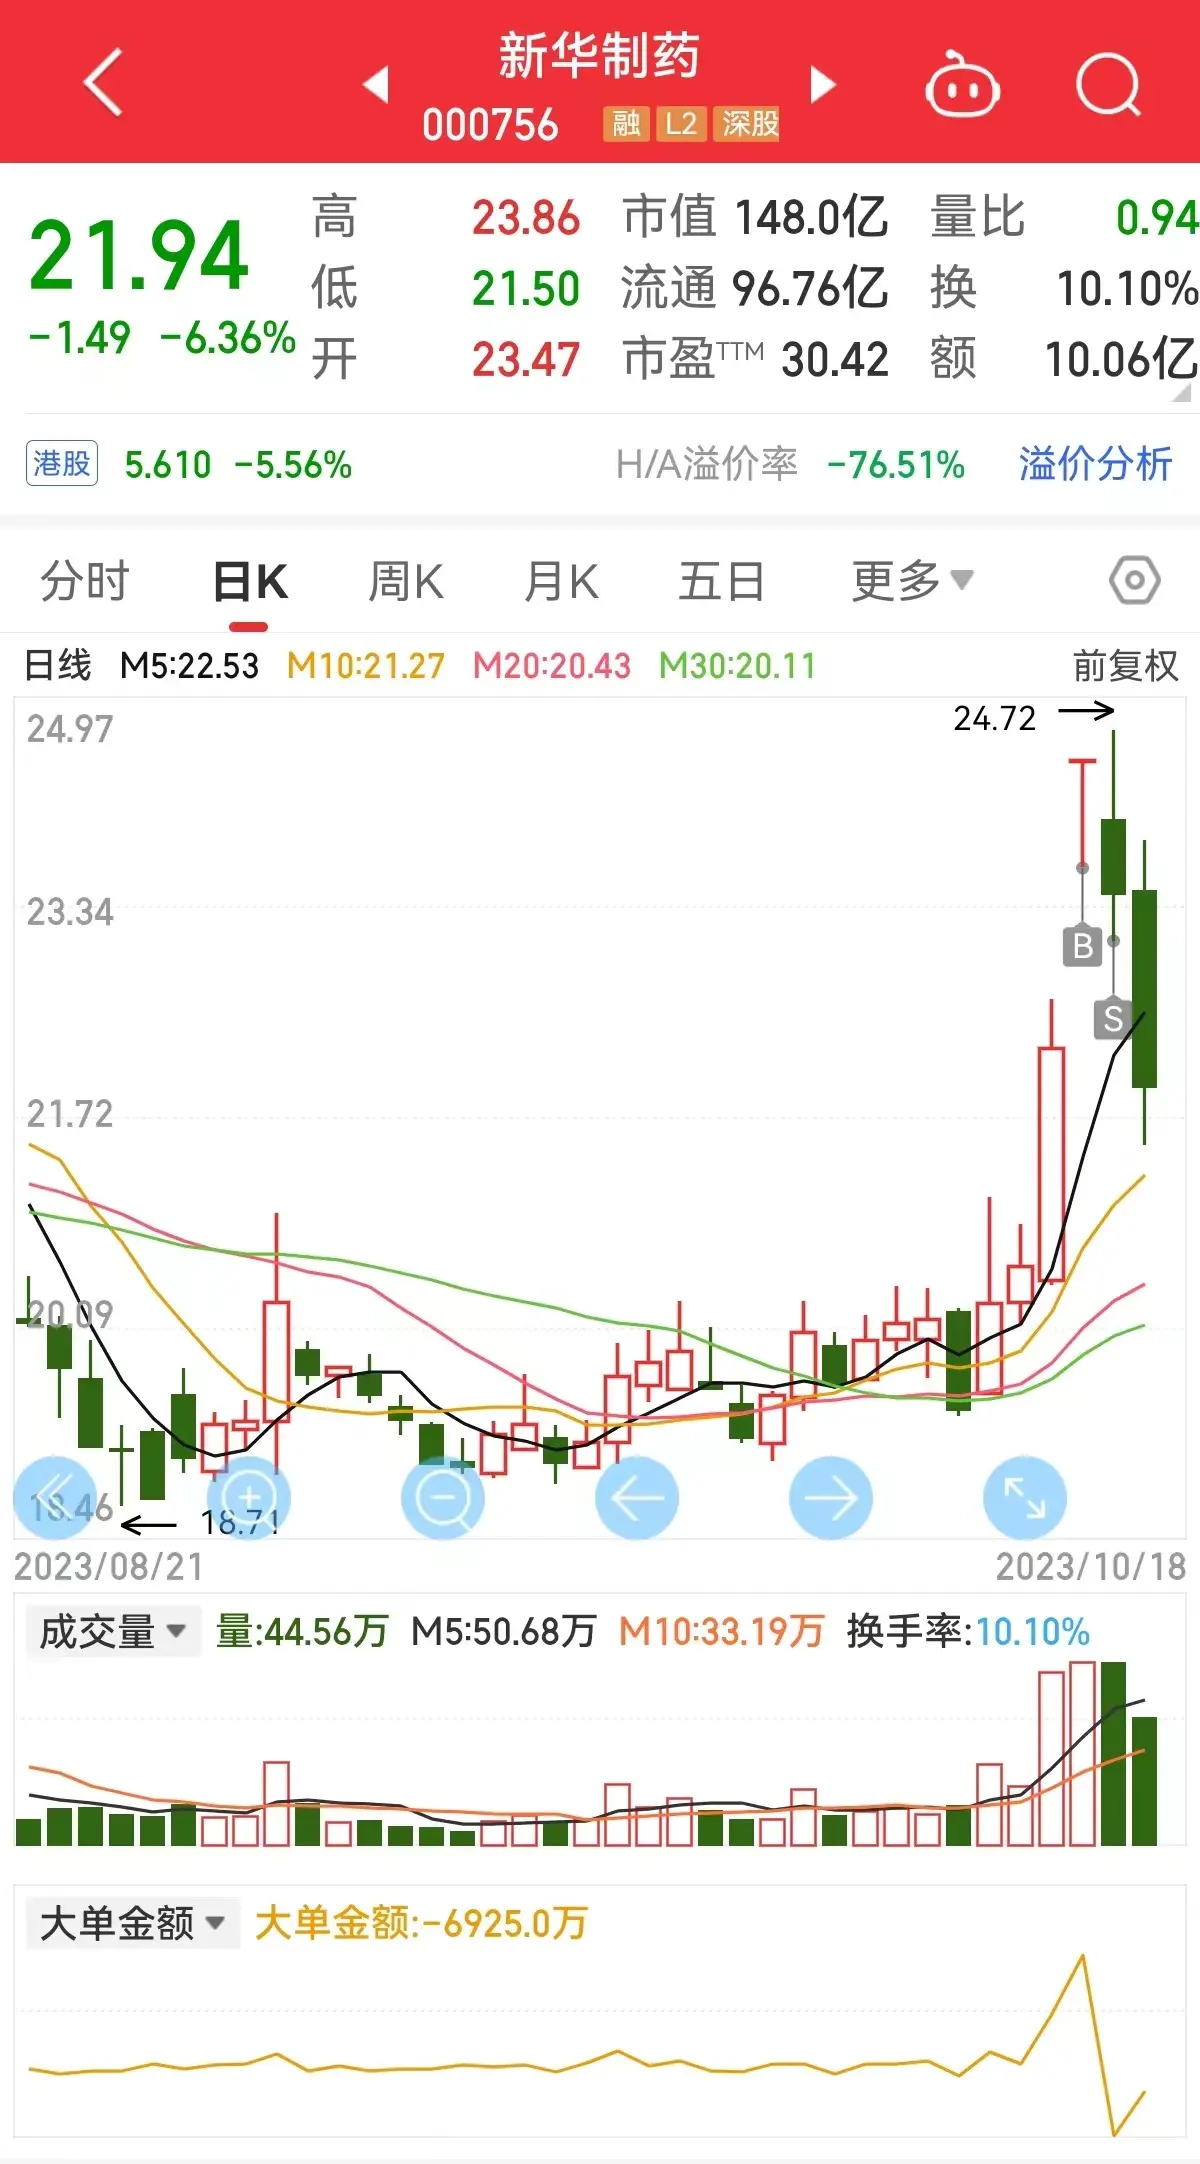 新华制药
000756 融 L2 深股
21.94 高 23.86 市值 148.0亿 量比 0.94
低 21.50 流通 96.76亿 换 10.10%
-1.49 -6.36% 开 23.47 市盈TTM 30.42 额 10.06亿
港股 5.610 -5.56% H/A溢价率 -76.51% 溢价分析
分时 日K 周K 月K 五日 更多
日线 M5:22.53 M10:21.27 M20:20.43 M30:20.11 前复权
24.97
24.72
23.34
B
S
21.72
20.09
18.46
18.71
2023/08/21 2023/10/18
成交量 量:44.56万 M5:50.68万 M10:33.19万 换手率:10.10%
大单金额 大单金额:-6925.0万